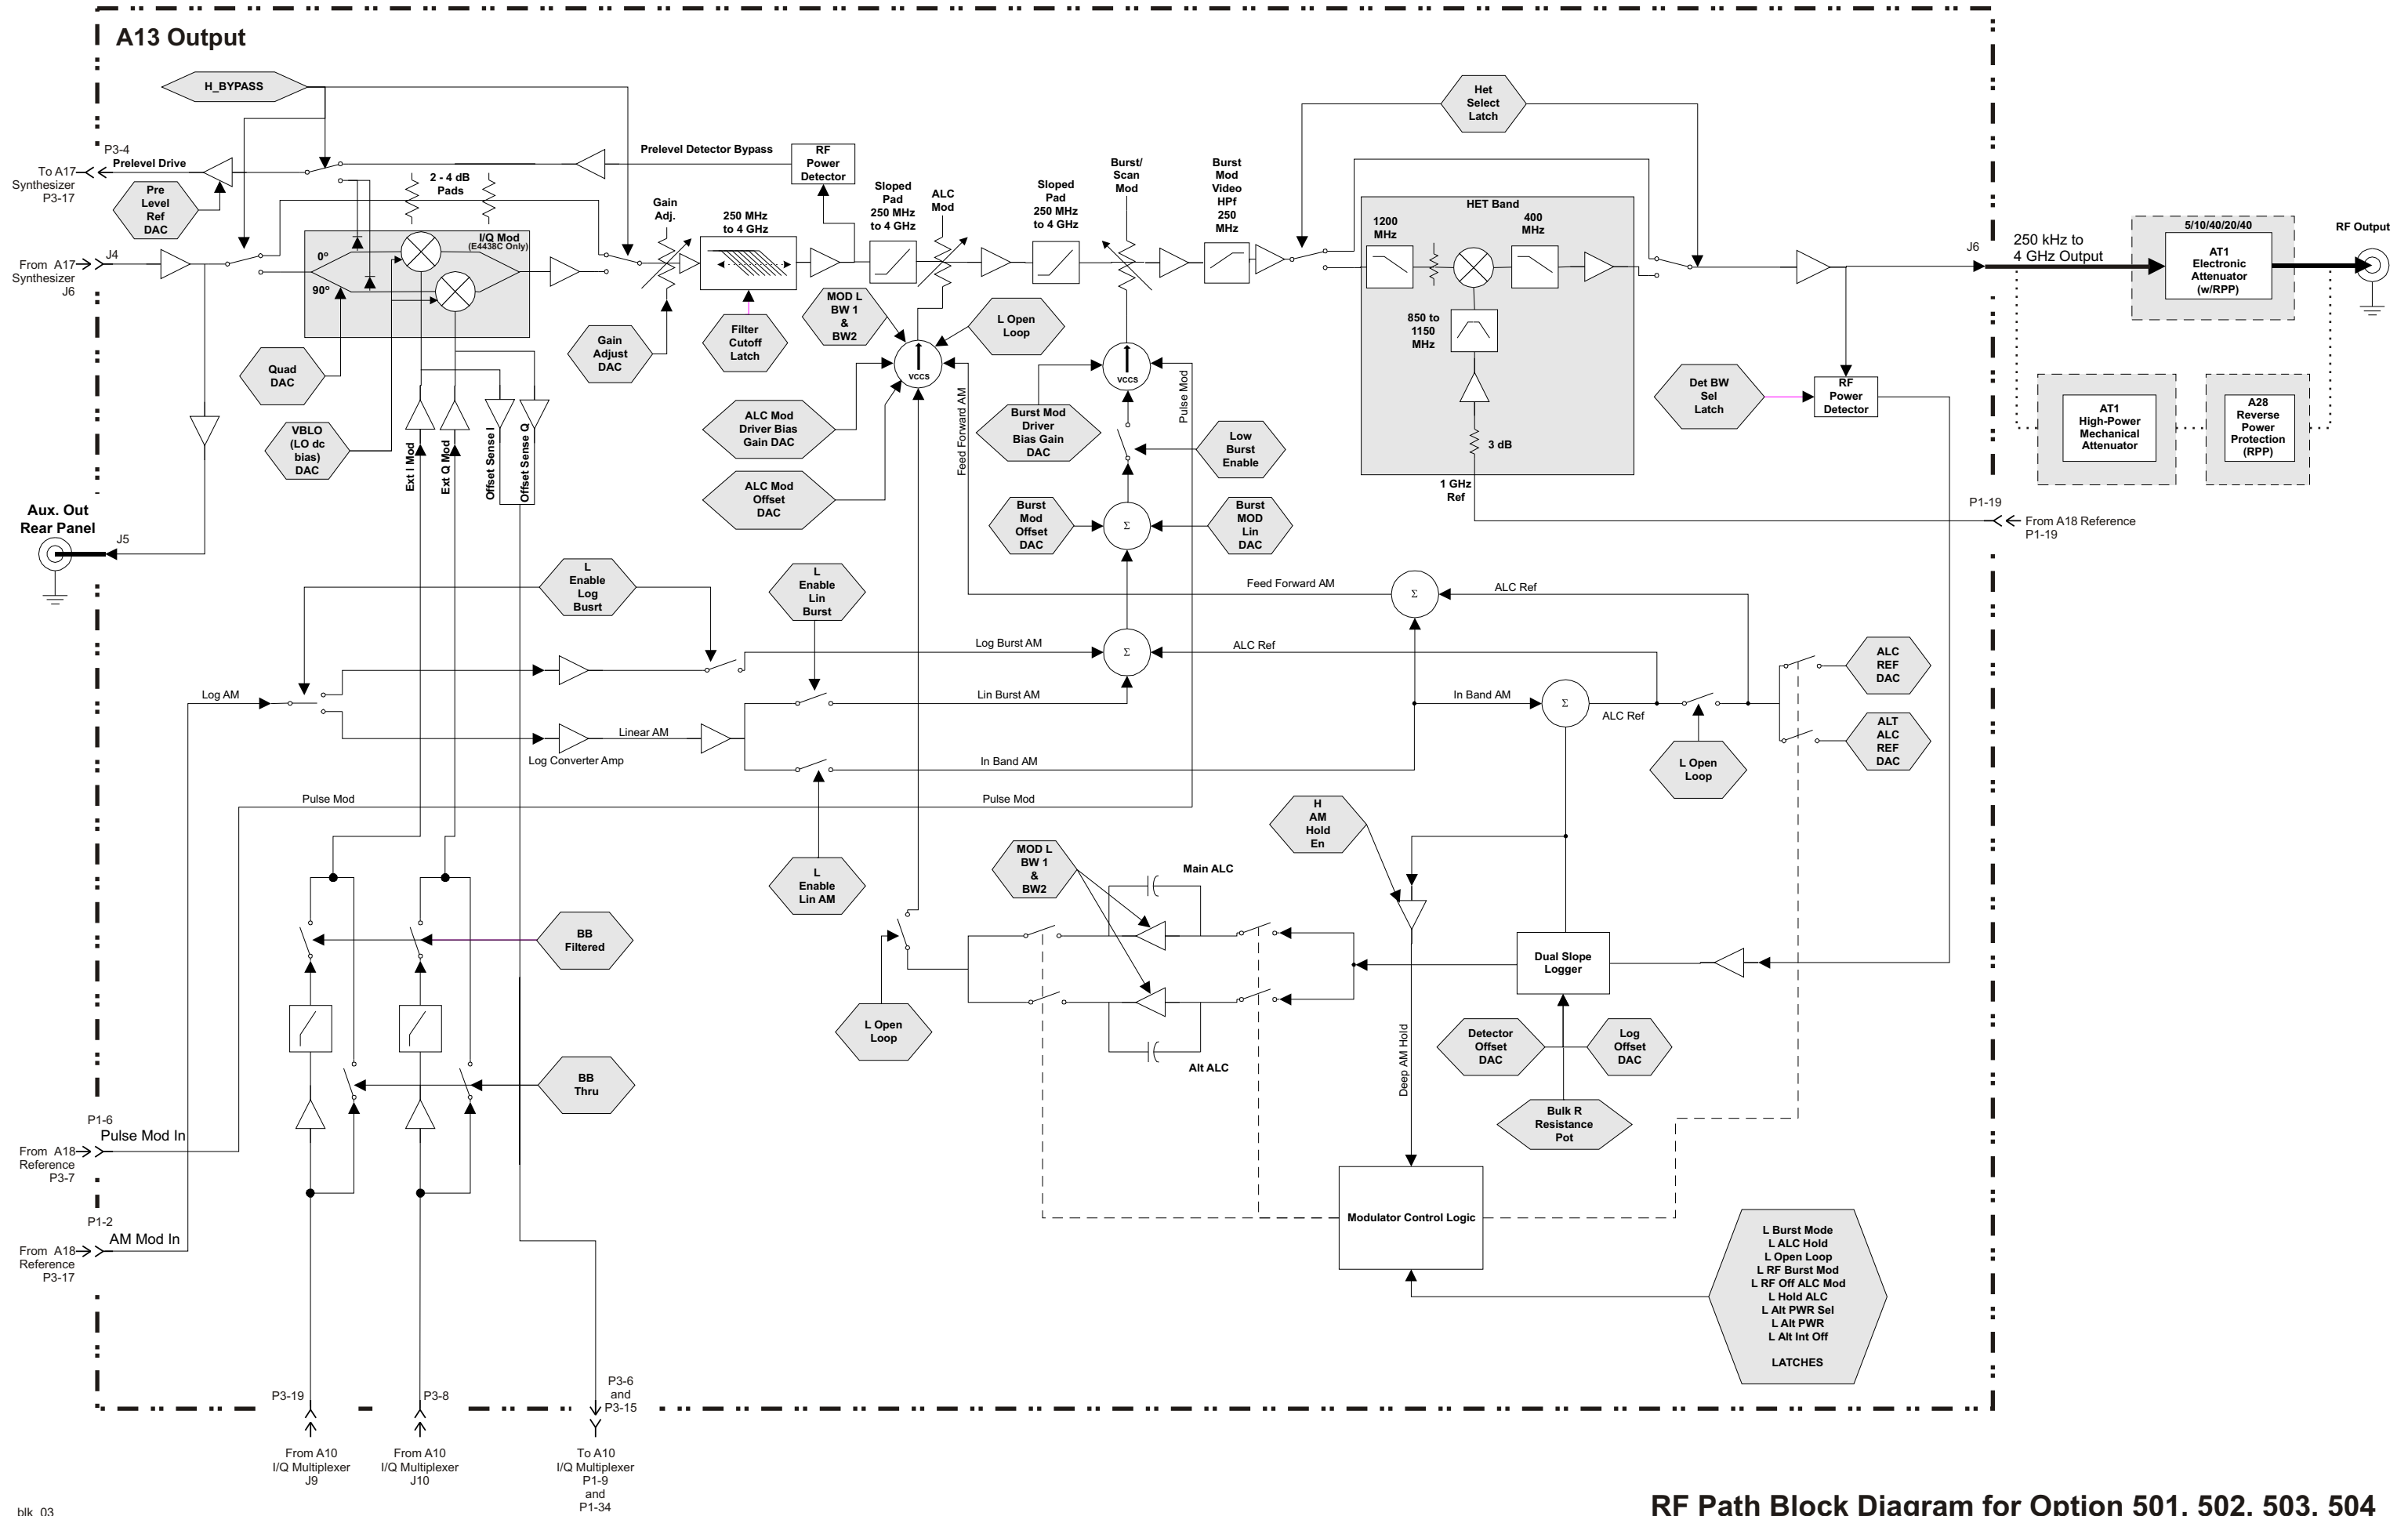 A13 Output
H_BYPASS
P3-4
Prelevel Drive
To A17
Synthesizer
P3-17
Pre
Level
Ref
DAC
2 - 4 dB
Pads
Prelevel Detector Bypass
RF
Power
Detector
Gain
Adj.
250 MHz
to 4 GHz
Sloped
Pad
250 MHz
to 4 GHz
ALC
Mod
Sloped
Pad
250 MHz
to 4 GHz
Burst/
Scan
Mod
Burst
Mod
Video
HPf
250
MHz
Het
Select
Latch
HET Band
1200
MHz
400
MHz
850 to
1150
MHz
3 dB
1 GHz
Ref
J4
From A17
Synthesizer
J6
I/Q Mod
(E4438C Only)
0º
90º
Quad
DAC
VBLO
(LO dc
bias)
DAC
Ext I Mod
Ext Q Mod
Offset Sense I
Offset Sense Q
Gain
Adjust
DAC
Filter
Cutoff
Latch
MOD L
BW 1
&
BW2
L Open
Loop
VCCS
VCCS
ALC Mod
Driver Bias
Gain DAC
ALC Mod
Offset
DAC
Feed Forward AM
Pulse Mod
Burst Mod
Driver
Bias Gain
DAC
Low
Burst
Enable
Burst
Mod
Offset
DAC
Σ
Burst
MOD
Lin
DAC
Det BW
Sel
Latch
RF
Power
Detector
J6
250 kHz to
4 GHz Output
5/10/40/20/40
AT1
Electronic
Attenuator
(w/RPP)
RF Output
AT1
High-Power
Mechanical
Attenuator
A28
Reverse
Power
Protection
(RPP)
P1-19
From A18 Reference
P1-19
Aux. Out
Rear Panel
J5
L
Enable
Log
Busrt
L
Enable
Lin
Burst
Feed Forward AM
Σ
ALC Ref
Log Burst AM
Σ
ALC Ref
Log AM
Lin Burst AM
Linear AM
Log Converter Amp
In Band AM
In Band AM
Σ
ALC Ref
L Open
Loop
ALC
REF
DAC
ALT
ALC
REF
DAC
Pulse Mod
Pulse Mod
L
Enable
Lin AM
H
AM
Hold
En
MOD L
BW 1
&
BW2
Main ALC
Alt ALC
L Open
Loop
BB
Filtered
BB
Thru
Dual Slope
Logger
Detector
Offset
DAC
Log
Offset
DAC
Bulk R
Resistance
Pot
Deep AM Hold
Modulator Control Logic
L Burst Mode
L ALC Hold
L Open Loop
L RF Burst Mod
L RF Off ALC Mod
L Hold ALC
L Alt PWR Sel
L Alt PWR
L Alt Int Off
LATCHES
P1-6
Pulse Mod In
From A18
Reference
P3-7
P1-2
AM Mod In
From A18
Reference
P3-17
P3-19
From A10
I/Q Multiplexer
J9
P3-8
From A10
I/Q Multiplexer
J10
P3-6
and
P3-15
To A10
I/Q Multiplexer
P1-9
and
P1-34
blk_03
RF Path Block Diagram for Option 501, 502, 503, 504